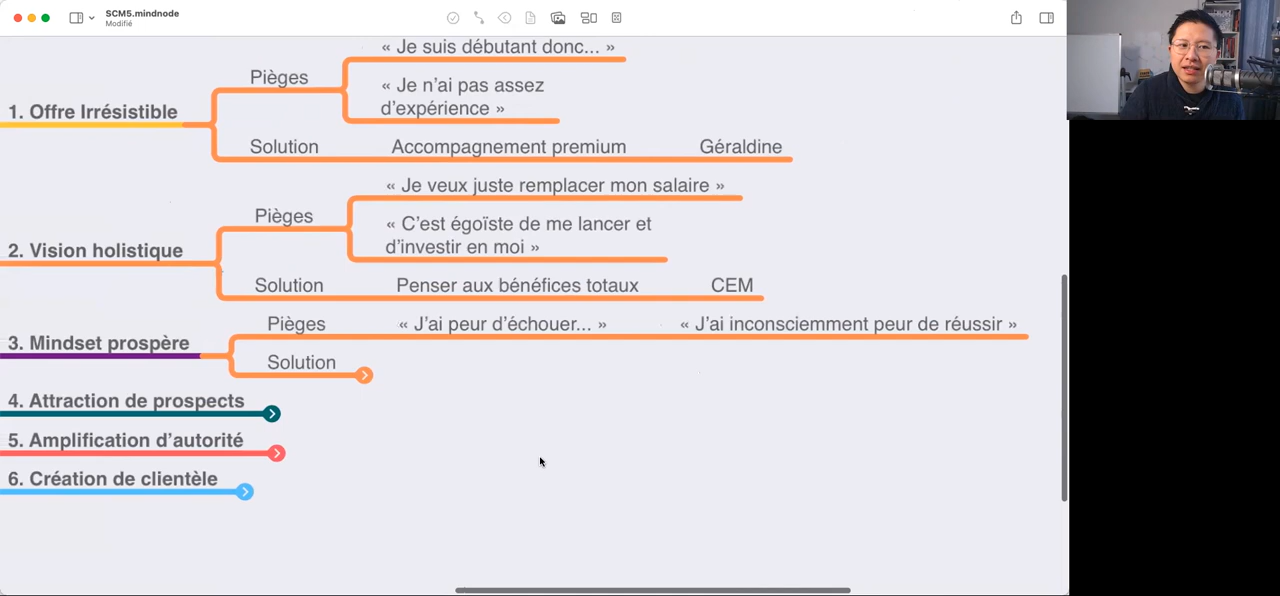 SCM5.mindnode
Modifié
« Je suis débutant donc... »
Pièges
« Je n’ai pas assez
d’expérience »
1. Offre Irrésistible
Solution
Accompagnement premium
Géraldine
« Je veux juste remplacer mon salaire »
Pièges
« C’est égoïste de me lancer et
d’investir en moi »
2. Vision holistique
Solution
Penser aux bénéfices totaux
CEM
Pièges
« J’ai peur d’échouer... »
« J’ai inconsciemment peur de réussir »
3. Mindset prospère
Solution
4. Attraction de prospects
5. Amplification d’autorité
6. Création de clientèle